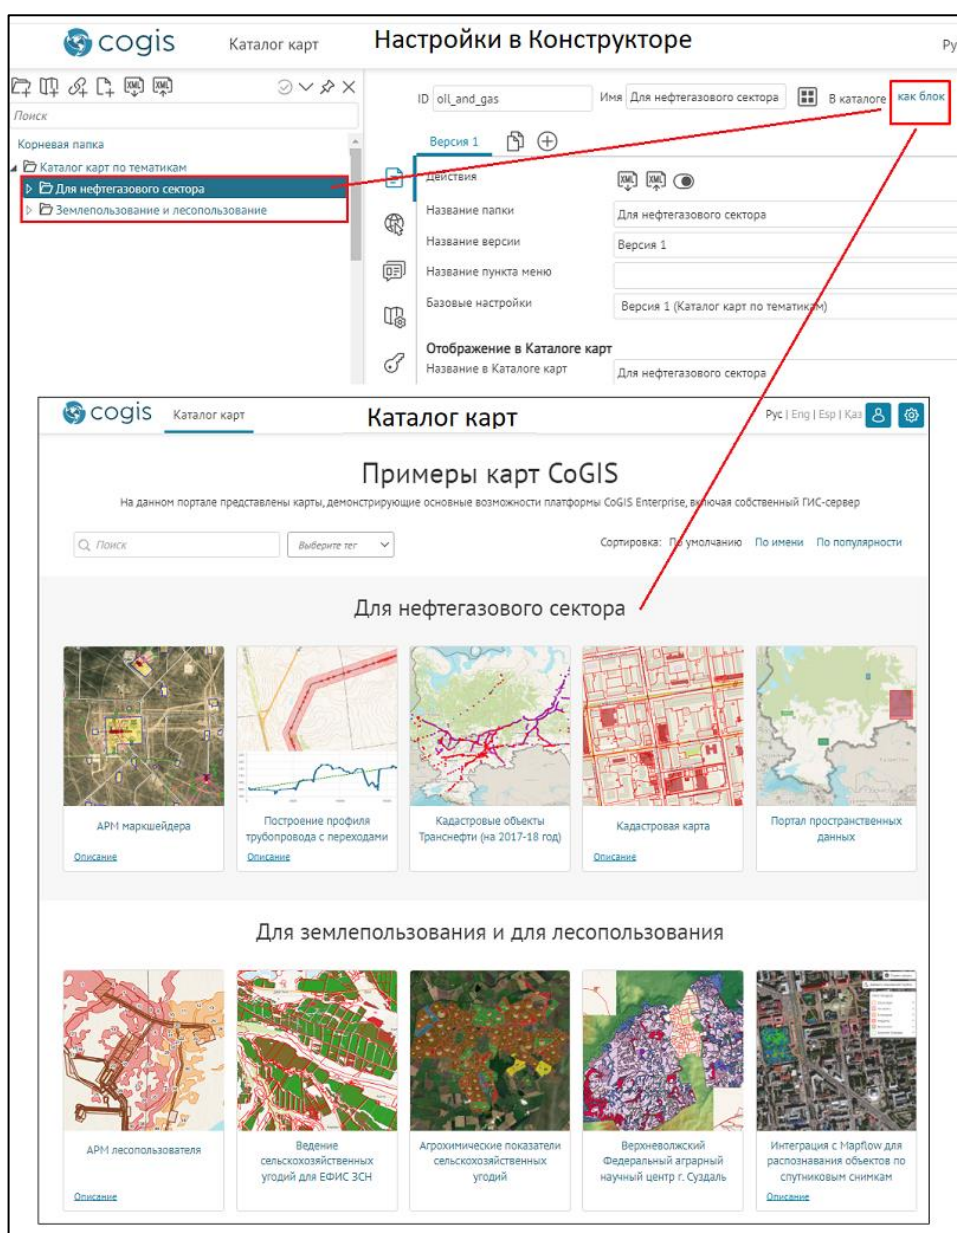 cogis
Каталог карт
Настройки в Конструкторе
Ру
Поиск
ID oil_and_gas
Имя Для нефтегазового сектора
В каталоге как блок
Корневая папка
Каталог карт по тематикам
Для нефтегазового сектора
Землепользование и лесопользование
Версия 1
Действия
XML XML
Название папки
Для нефтегазового сектора
Название версии
Версия 1
Название пункта меню
Базовые настройки
Версия 1 (Каталог карт по тематикам)
Отображение в Каталоге карт
Название в Каталоге карт
Для нефтегазового сектора
cogis
Каталог карт
Каталог карт
Рус | Eng | Esp | Қаз
Примеры карт CoGIS
На данном портале представлены карты, демонстрирующие основные возможности платформы CoGIS Enterprise, включая собственный ГИС-сервер
Поиск
Выберите тег
Сортировка: По умолчанию По имени По популярности
Для нефтегазового сектора
АРМ маркшейдера
Описание
Построение профиля
трубопровода с переходами
Описание
Кадастровые объекты
Транснефти (на 2017-18 год)
Кадастровая карта
Описание
Портал пространственных
данных
Для землепользования и для лесопользования
АРМ лесопользователя
Описание
Ведение
сельскохозяйственных
угодий для ЕФИС ЗСН
Агрохимические показатели
сельскохозяйственных
угодий
Верхневолжский
Федеральный аграрный
научный центр г. Суздаль
Интеграция с Mapflow для
распознавания объектов по
спутниковым снимкам
Описание